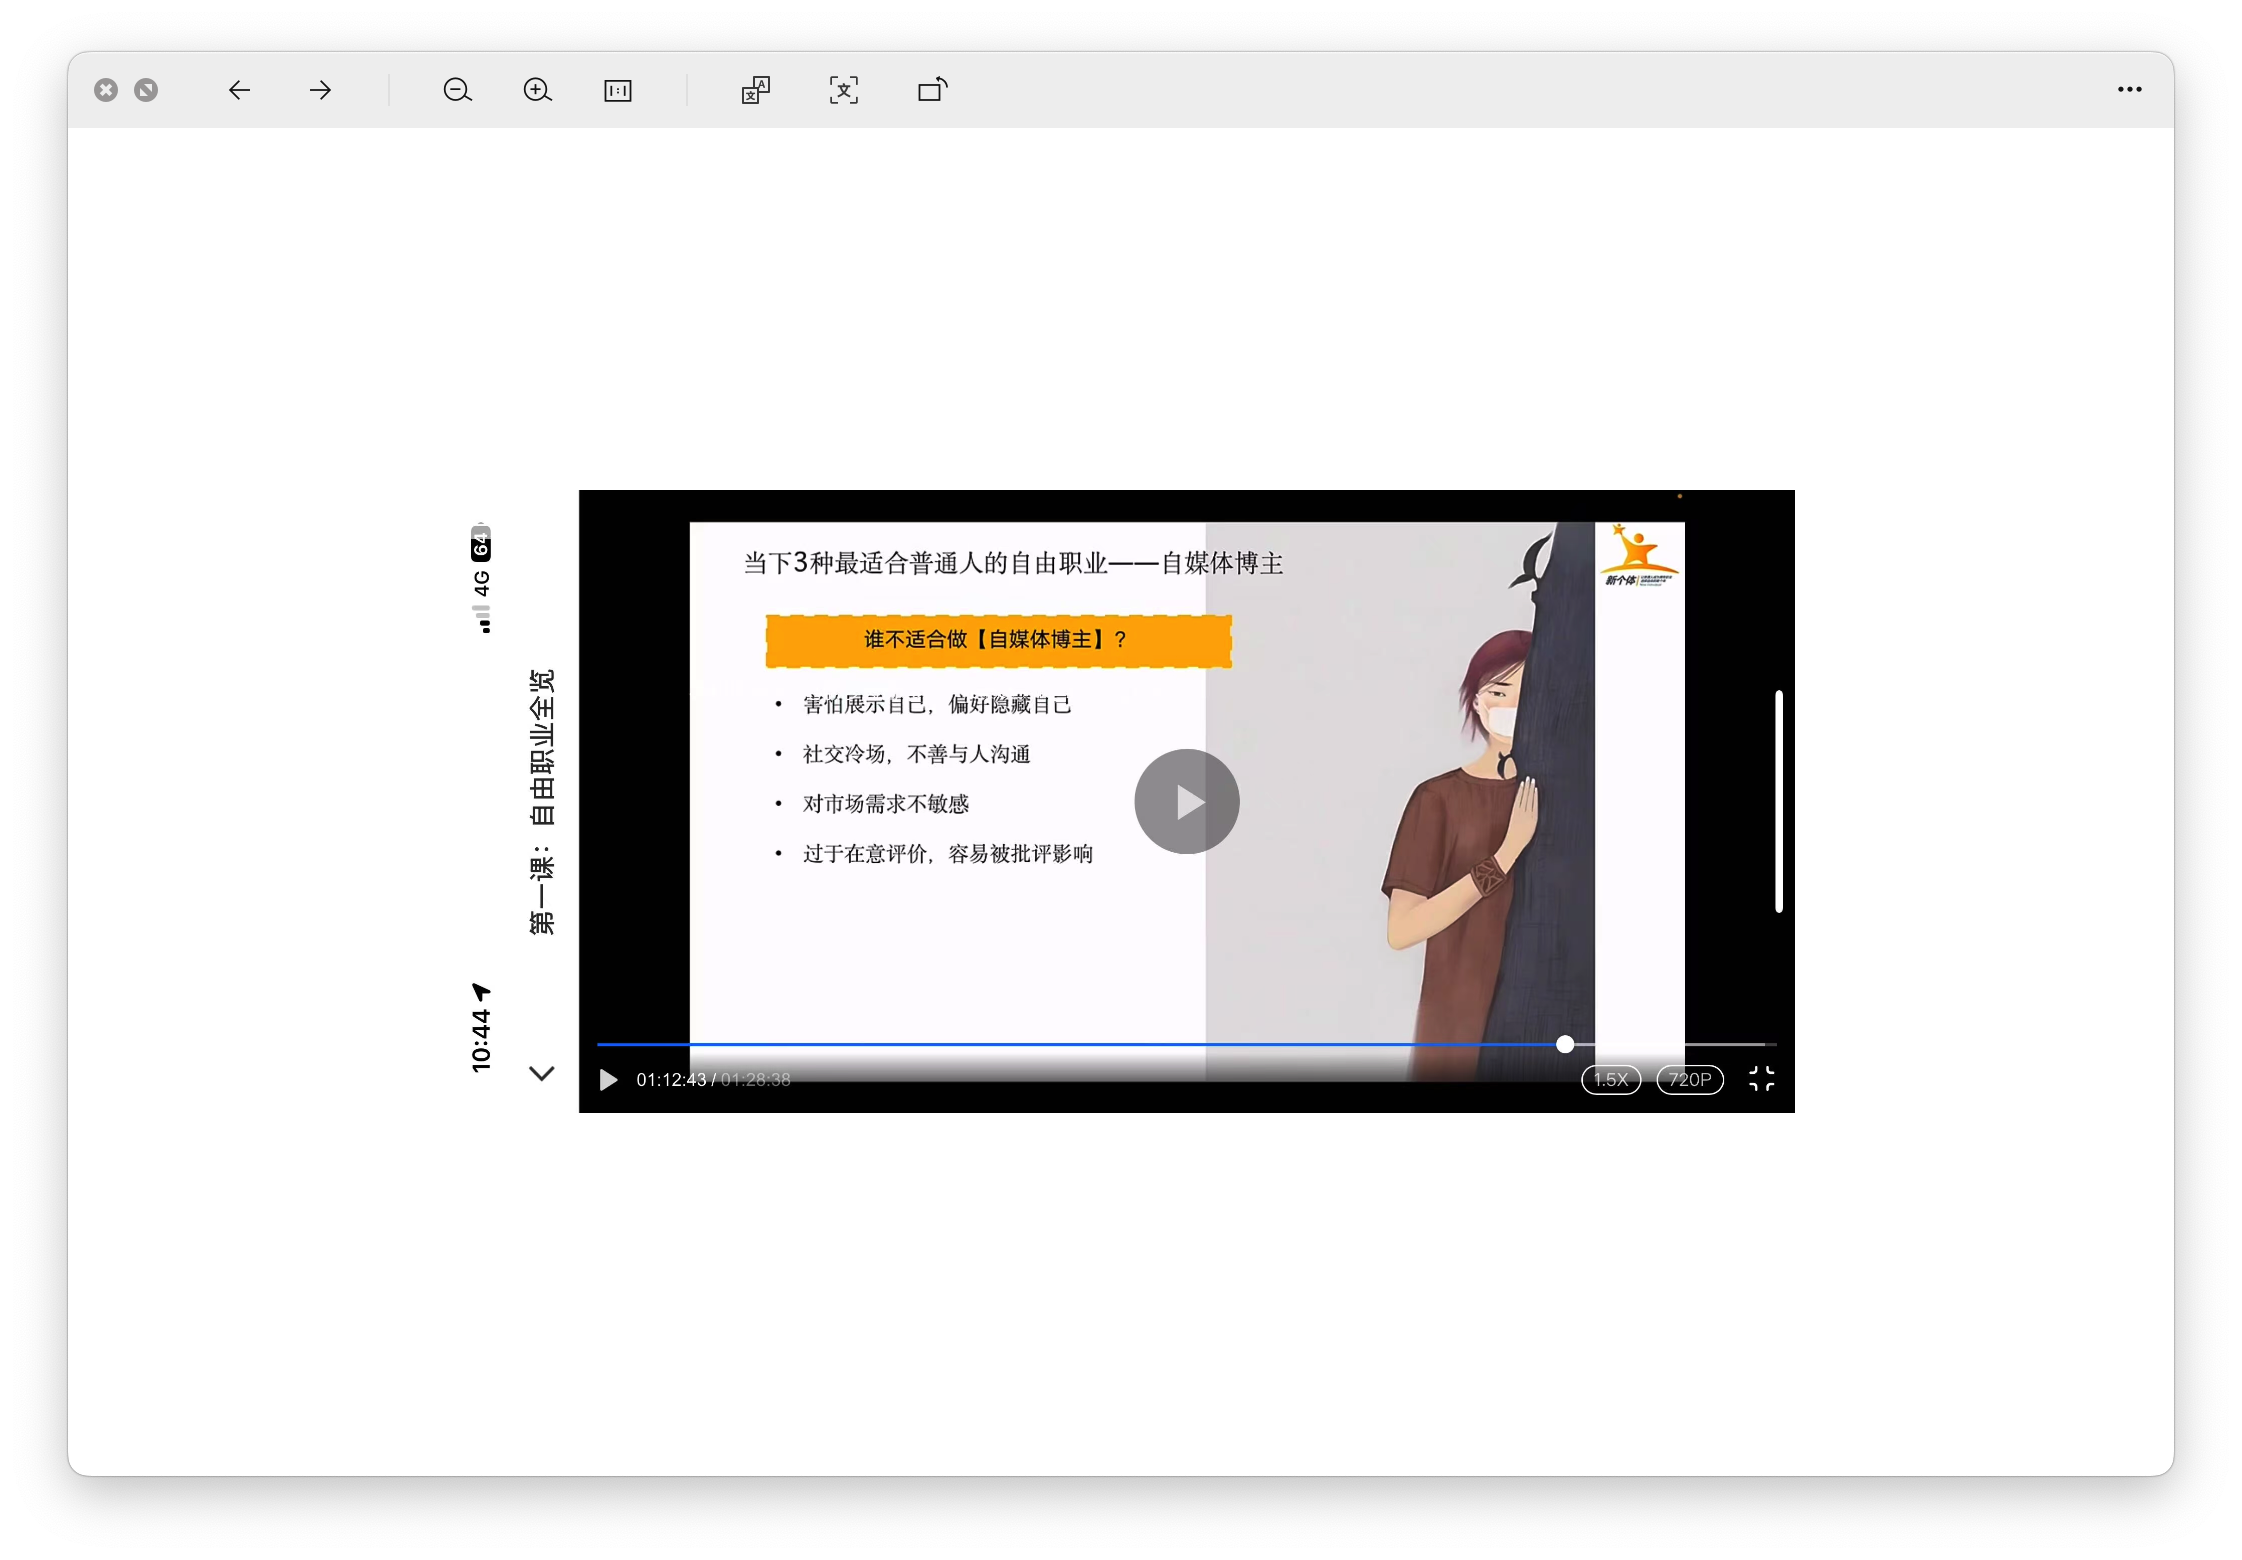 10:44
4G 64
第一课：自由职业全览
当下3种最适合普通人的自由职业——自媒体博主
新个体
谁不适合做【自媒体博主】？
• 害怕展示自己，偏好隐藏自己
• 社交冷场，不善与人沟通
• 对市场需求不敏感
• 过于在意评价，容易被批评影响
01:12:43 / 01:28:38
1.5X
720P